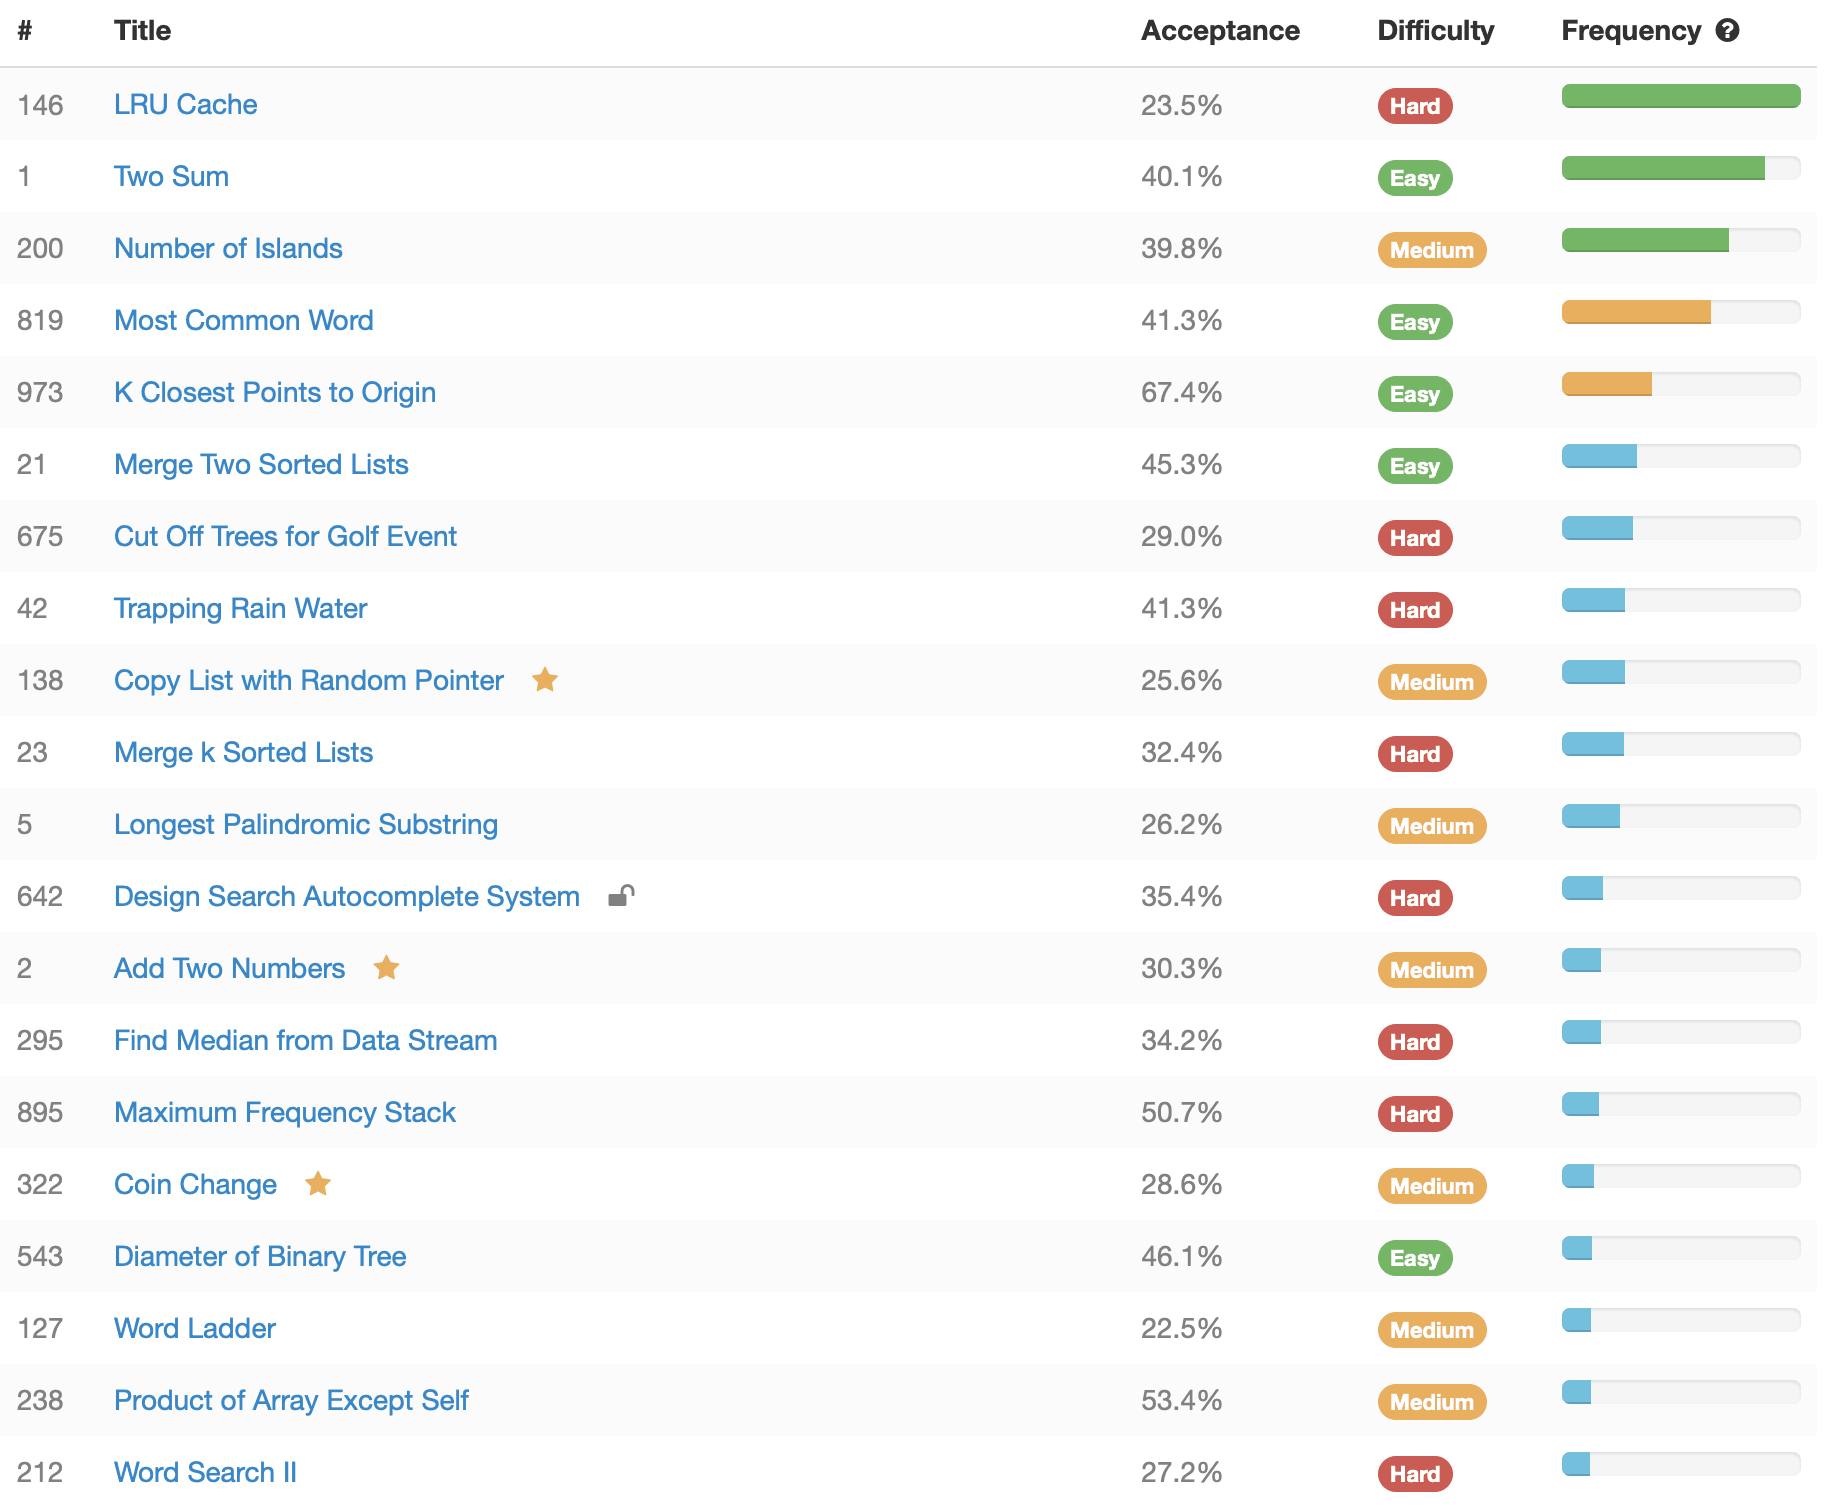 # Title Acceptance Difficulty Frequency
146 LRU Cache 23.5% Hard
1 Two Sum 40.1% Easy
200 Number of Islands 39.8% Medium
819 Most Common Word 41.3% Easy
973 K Closest Points to Origin 67.4% Easy
21 Merge Two Sorted Lists 45.3% Easy
675 Cut Off Trees for Golf Event 29.0% Hard
42 Trapping Rain Water 41.3% Hard
138 Copy List with Random Pointer 25.6% Medium
23 Merge k Sorted Lists 32.4% Hard
5 Longest Palindromic Substring 26.2% Medium
642 Design Search Autocomplete System 35.4% Hard
2 Add Two Numbers 30.3% Medium
295 Find Median from Data Stream 34.2% Hard
895 Maximum Frequency Stack 50.7% Hard
322 Coin Change 28.6% Medium
543 Diameter of Binary Tree 46.1% Easy
127 Word Ladder 22.5% Medium
238 Product of Array Except Self 53.4% Medium
212 Word Search II 27.2% Hard